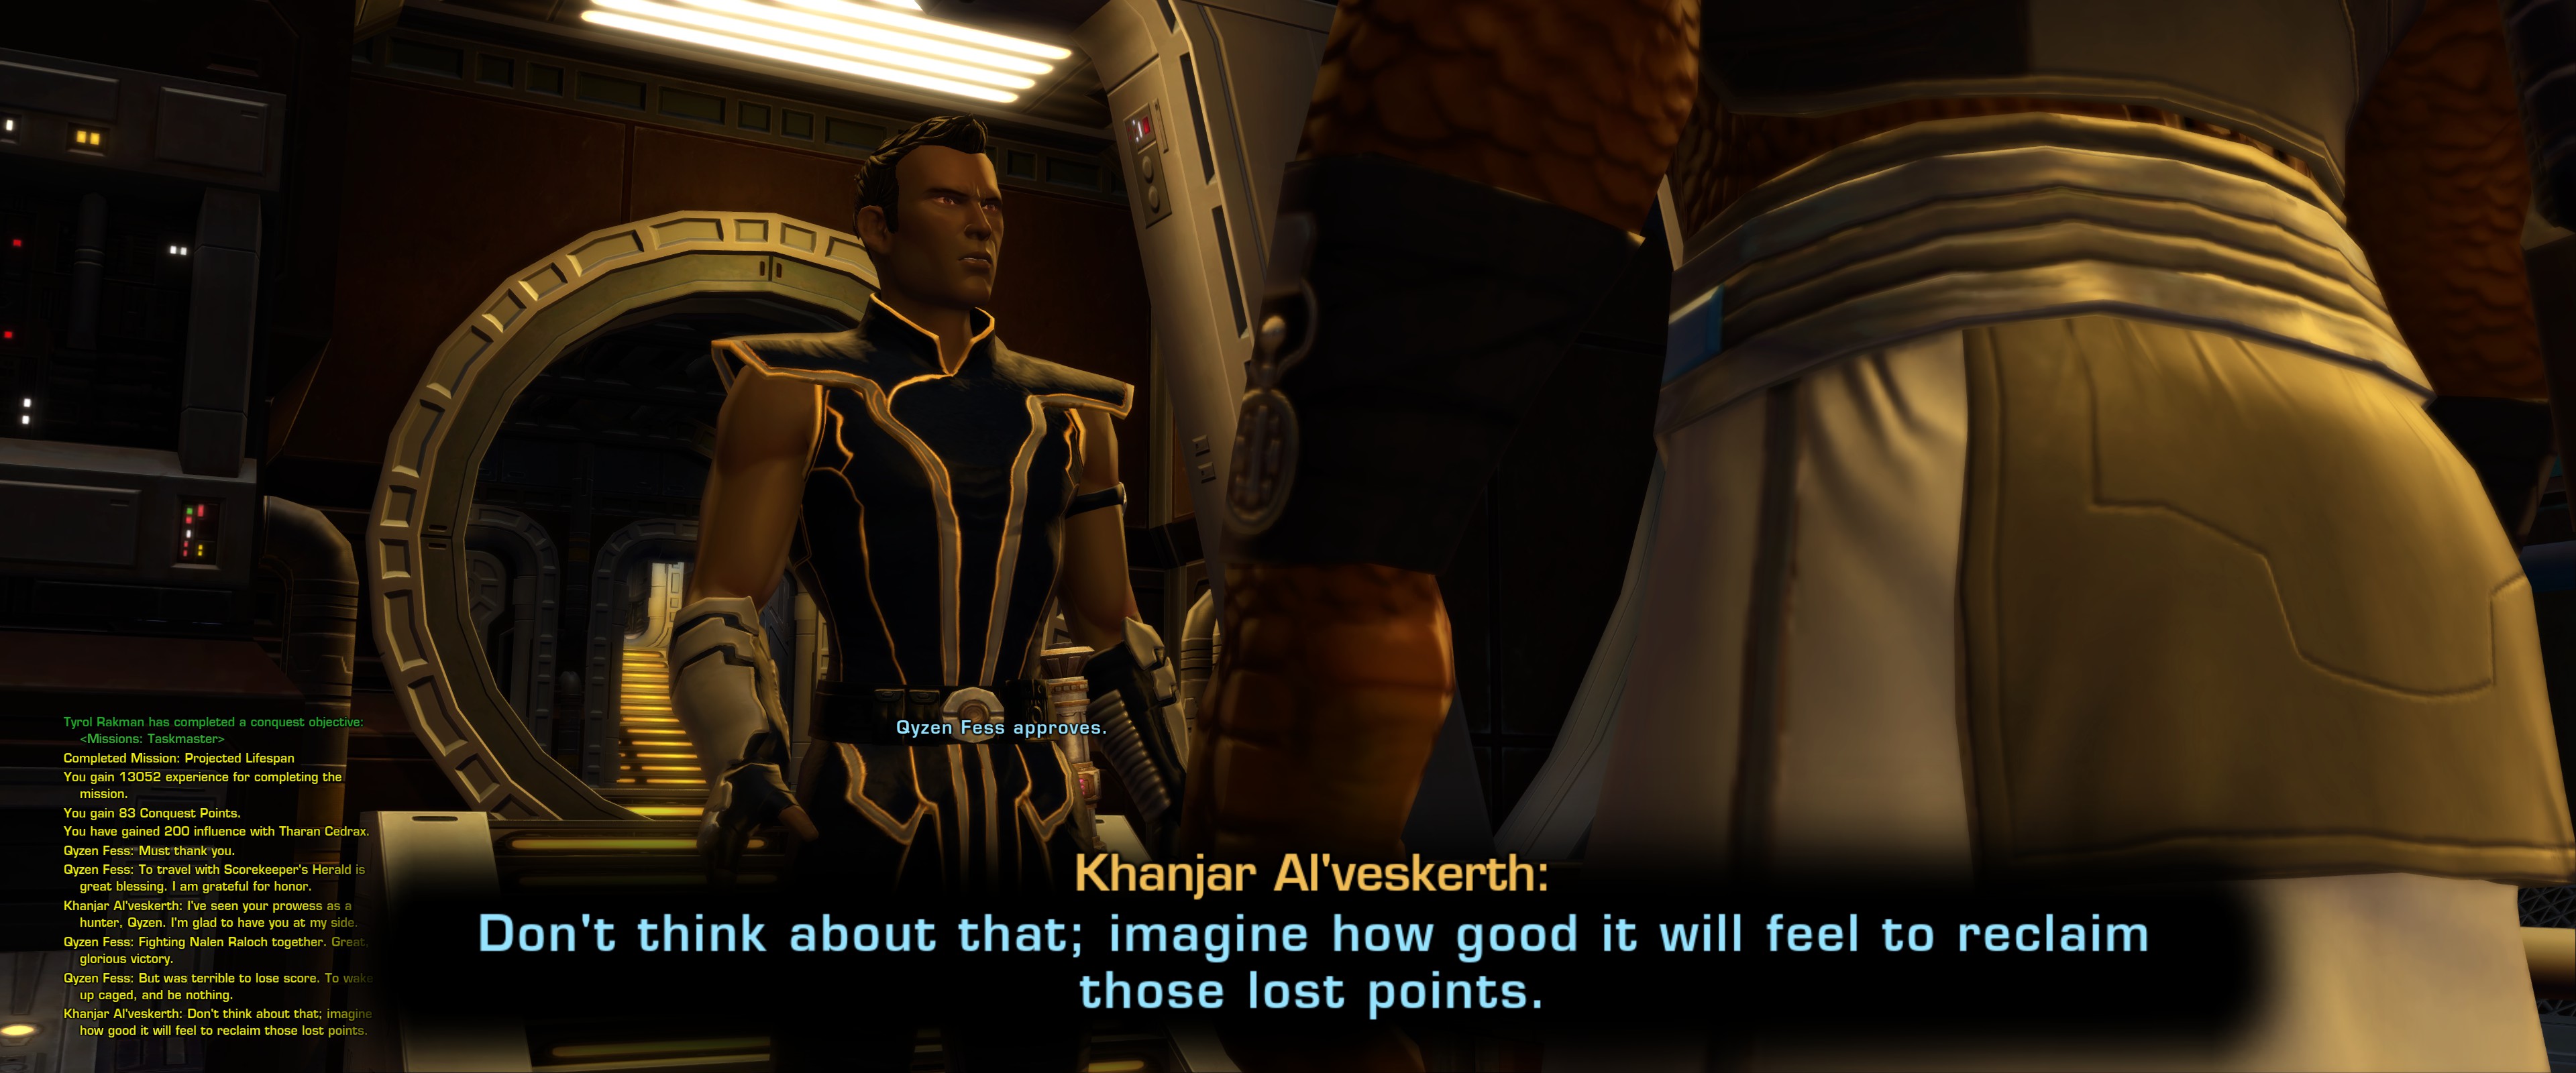 Tyrol Rakman has completed a conquest objective:
<Missions: Taskmaster>
Completed Mission: Projected Lifespan
You gain 13052 experience for completing the
mission.
You gain 83 Conquest Points.
You have gained 200 influence with Tharan Cedrax.
Qyzen Fess: Must thank you.
Qyzen Fess: To travel with Scorekeeper's Herald is
great blessing. I am grateful for honor.
Khanjar Al'veskerth: I've seen your prowess as a
hunter, Qyzen. I'm glad to have you at my side.
Qyzen Fess: Fighting Nalen Raloch together. Great,
glorious victory.
Qyzen Fess: But was terrible to lose score. To wake
up caged, and be nothing.
Khanjar Al'veskerth: Don't think about that; imagine
how good it will feel to reclaim those lost points.
Qyzen Fess approves.
Khanjar Al'veskerth:
Don't think about that; imagine how good it will feel to reclaim
those lost points.